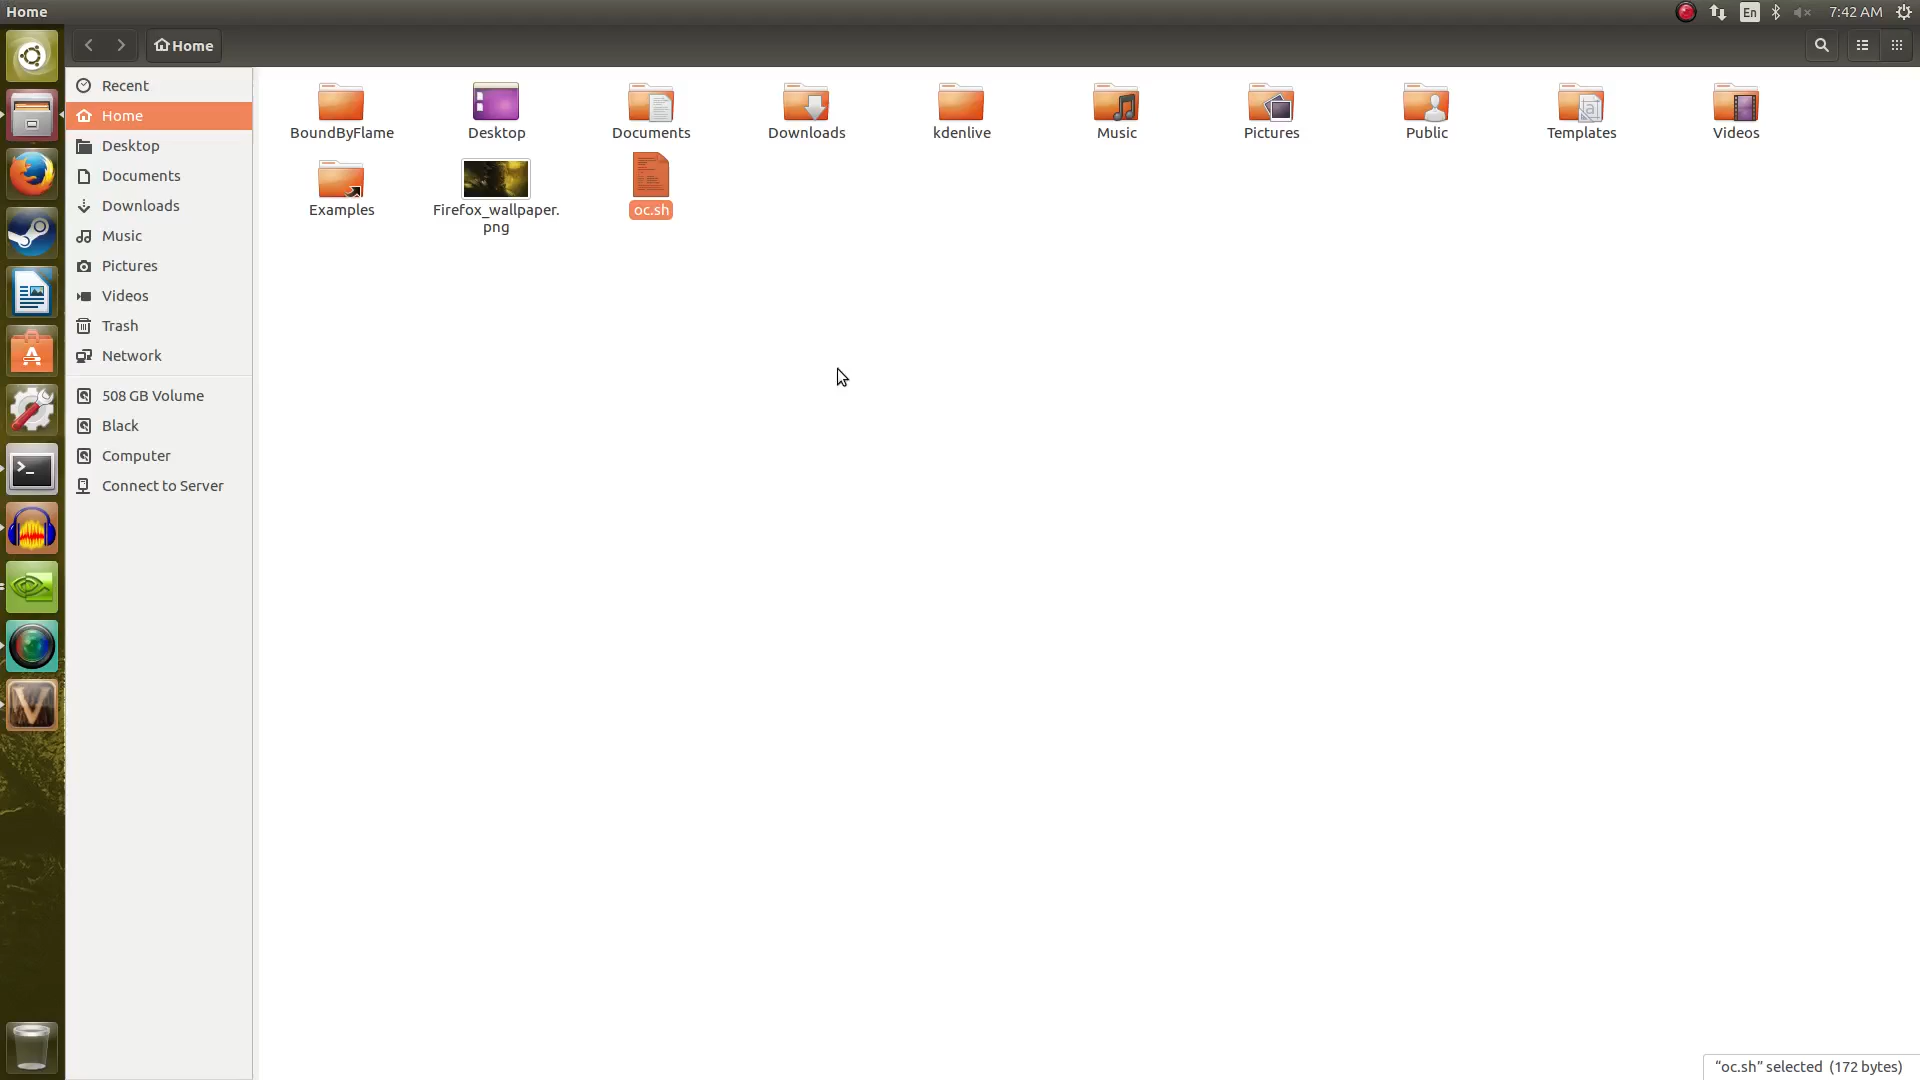 Home
En
7:42 AM
Home
Recent
Home
Desktop
Documents
Downloads
Music
Pictures
Videos
Trash
Network
508 GB Volume
Black
Computer
Connect to Server
BoundByFlame
Desktop
Documents
Downloads
kdenlive
Music
Pictures
Public
Templates
Videos
Examples
Firefox_wallpaper.
png
oc.sh
"oc.sh" selected (172 bytes)